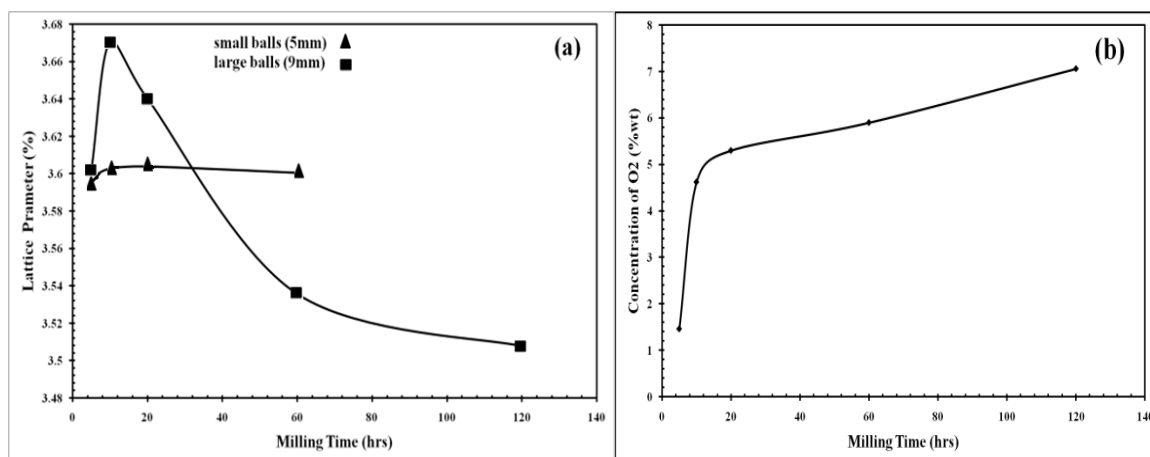 (a)
small balls (5mm)
large balls (9mm)
Lattice Prameter (%)
3.68
3.66
3.64
3.62
3.6
3.58
3.56
3.54
3.52
3.5
3.48
0 20 40 60 80 100 120 140
Milling Time (hrs)
(b)
Concentration of O2 (%wt)
8
7
6
5
4
3
2
1
0
0 20 40 60 80 100 120 140
Milling Time (hrs)